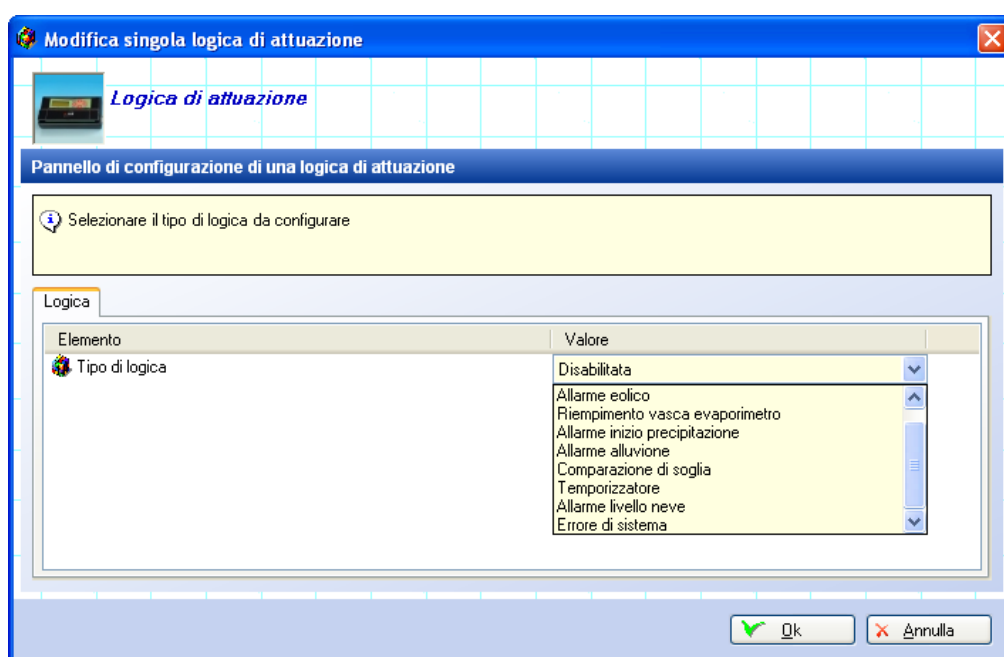 Modifica singola logica di attuazione
Logica di attuazione
Pannello di configurazione di una logica di attuazione
Selezionare il tipo di logica da configurare
Logica
Elemento Valore
Tipo di logica Disabilitata
Allarme eolico
Riempimento vasca evaporimetro
Allarme inizio precipitazione
Allarme alluvione
Comparazione di soglia
Temporizzatore
Allarme livello neve
Errore di sistema
Ok Annulla